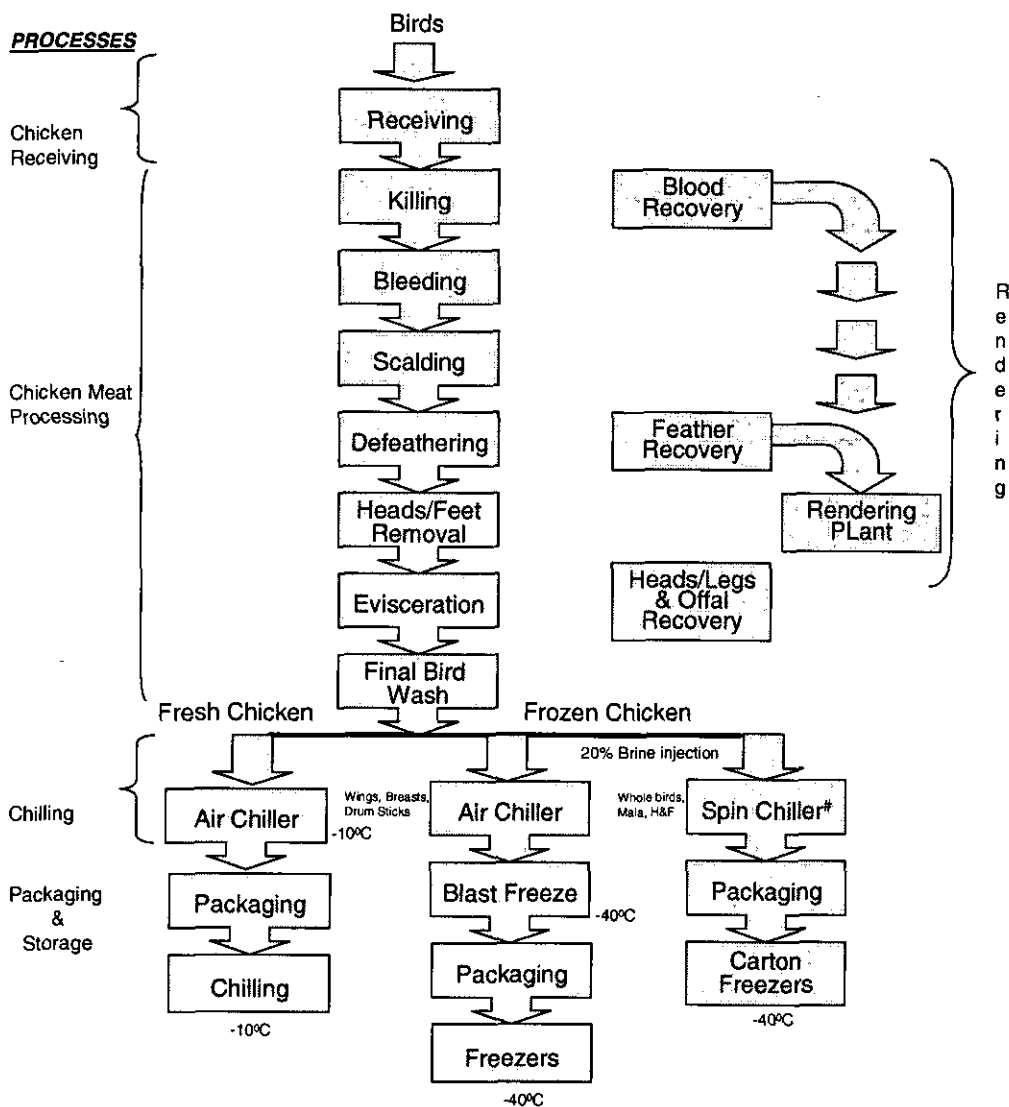 PROCESSES
Birds
Chicken
Receiving
Receiving
Killing
Bleeding
Scalding
Defeathering
Heads/Feet
Removal
Evisceration
Final Bird
Wash
Chicken Meat
Processing
Blood
Recovery
Feather
Recovery
Rendering
PLant
Heads/Legs
& Offal
Recovery
Rendering
Fresh Chicken
Frozen Chicken
20% Brine injection
Chilling
Air Chiller
-10ºC
Wings, Breasts,
Drum Sticks
Air Chiller
Whole birds,
Mala, H&F
Spin Chiller#
Packaging
&
Storage
Packaging
Chilling
-10ºC
Blast Freeze
-40ºC
Packaging
Freezers
-40ºC
Packaging
Carton
Freezers
-40ºC